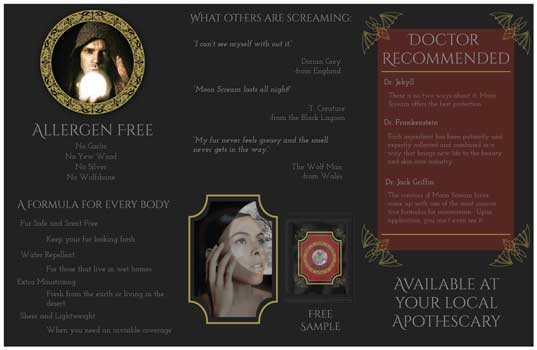 ALLERGEN FREE
No Garlic
No Yew Wood
No Silver
No Wolfsbane
A FORMULA FOR EVERY BODY
Fur Safe and Scent Free
Keep your fur looking fresh
Water Repellent
For those that live in wet homes
Extra Moisturizing
Fresh from the earth or living in the
desert
Sheer and Lightweight
When you need an invisible coverage
WHAT OTHERS ARE SCREAMING:
"I can't see myself with out it."
Dorian Grey
-from England
"Moon Scream lasts all night!"
T. Creature
from the Black Lagoon
"My fur never feels greasy and the smell
never gets in the way."
The Wolf Man
from Wales
FREE
SAMPLE
DOCTOR
RECOMMENDED
Dr. Jekyll
There is no two ways about it. Moon
Scream offers the best protection
Dr. Frankenstein
Each ingredient has been patiently and
expertly collected and combined in a
way that brings new life to the beauty
and skin care industry
Dr. Jack Griffin
The creators of Moon Scream have
come up with one of the most
tive formulas for sunscreen. Upon
application, you won't even see it.
AVAILABLE AT
YOUR LOCAL
APOTHECARY